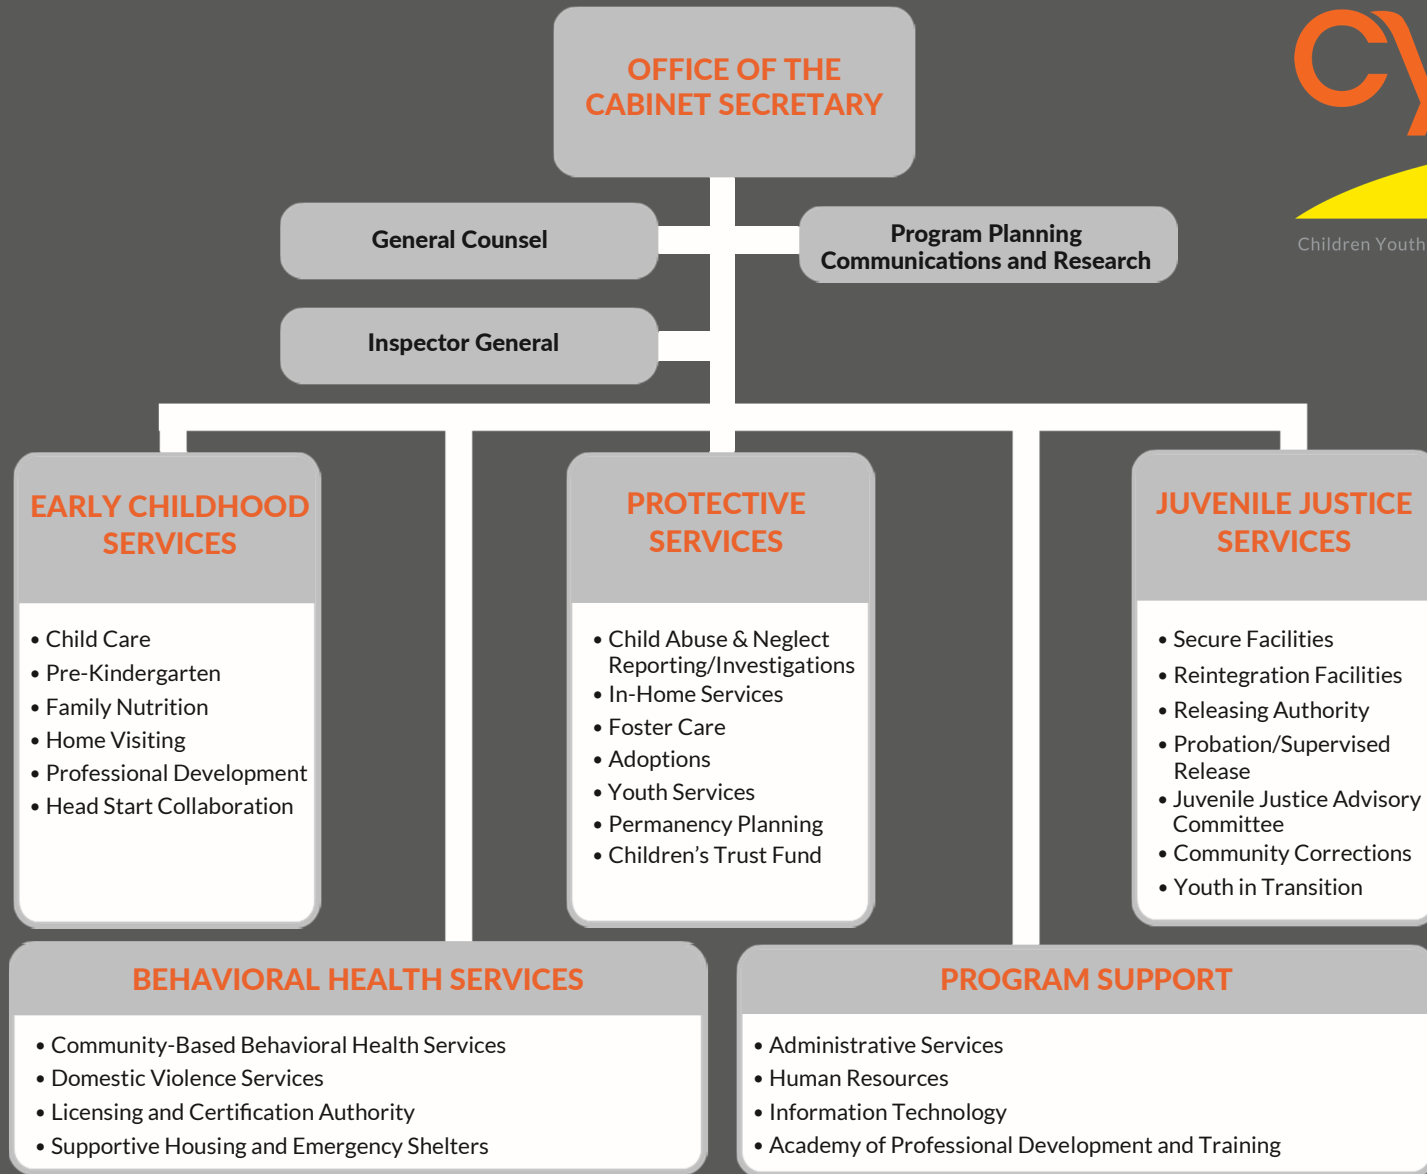 OFFICE OF THE
CABINET SECRETARY
CY
Children Youth
General Counsel
Program Planning
Communications and Research
Inspector General
EARLY CHILDHOOD
SERVICES
• Child Care
• Pre-Kindergarten
• Family Nutrition
• Home Visiting
• Professional Development
• Head Start Collaboration
PROTECTIVE
SERVICES
• Child Abuse & Neglect
Reporting/Investigations
• In-Home Services
• Foster Care
• Adoptions
• Youth Services
• Permanency Planning
• Children’s Trust Fund
JUVENILE JUSTICE
SERVICES
• Secure Facilities
• Reintegration Facilities
• Releasing Authority
• Probation/Supervised
Release
• Juvenile Justice Advisory
Committee
• Community Corrections
• Youth in Transition
BEHAVIORAL HEALTH SERVICES
• Community-Based Behavioral Health Services
• Domestic Violence Services
• Licensing and Certification Authority
• Supportive Housing and Emergency Shelters
PROGRAM SUPPORT
• Administrative Services
• Human Resources
• Information Technology
• Academy of Professional Development and Training